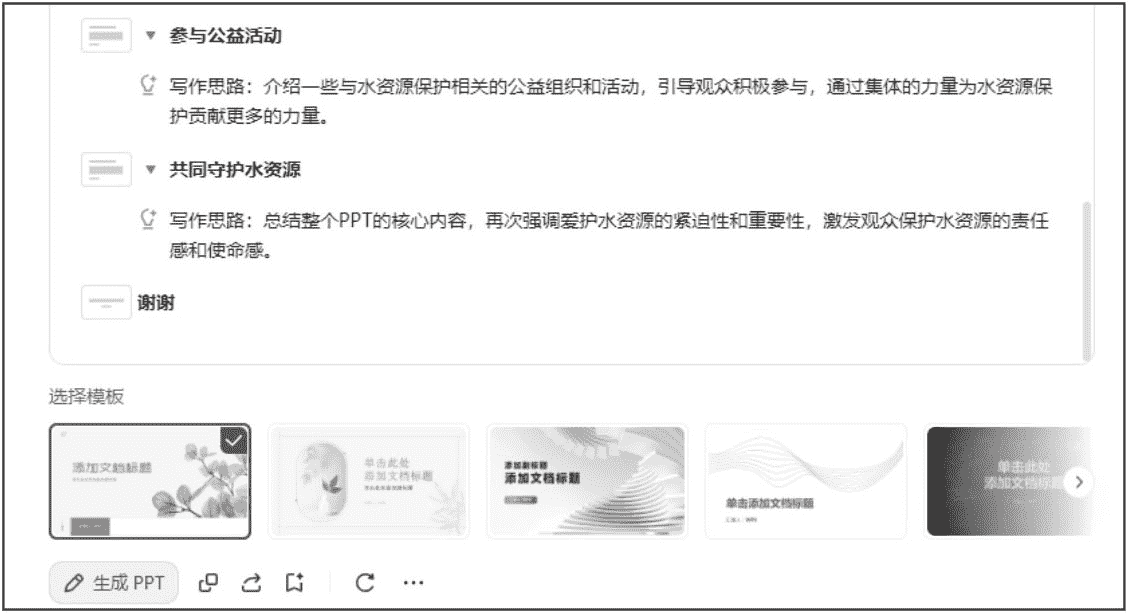 参与公益活动
写作思路：介绍一些与水资源保护相关的公益组织和活动，引导观众积极参与，通过集体的力量为水资源保
护贡献更多的力量。
共同守护水资源
写作思路：总结整个PPT的核心内容，再次强调爱护水资源的紧迫性和重要性，激发观众保护水资源的责任
感和使命感。
谢谢
选择模板
添加文档标题
单击此处
添加文档标题
添加副标题
添加文档标题
单击添加文档标题
单击此处
添加文档标题
生成 PPT